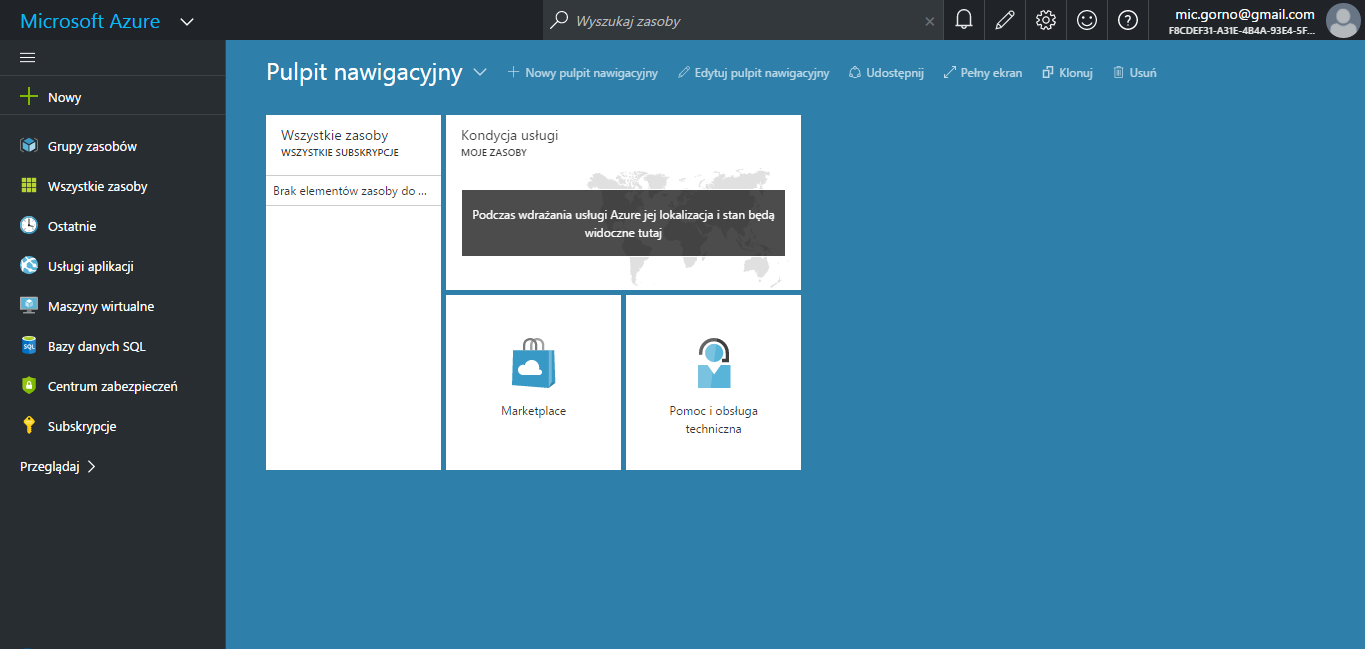 Microsoft Azure
Wyszukaj zasoby
mic.gorno@gmail.com
F8CDEF31-A31E-4B4A-93E4-5F...
Nowy
Grupy zasobów
Wszystkie zasoby
Ostatnie
Usługi aplikacji
Maszyny wirtualne
SQL
Bazy danych SQL
Centrum zabezpieczeń
Subskrypcje
Przeglądaj
Pulpit nawigacyjny
Nowy pulpit nawigacyjny
Edytuj pulpit nawigacyjny
Udostępnij
Pełny ekran
Klonuj
Usuń
Wszystkie zasoby
WSZYSTKIE SUBSKRYPCJE
Brak elementów zasoby do ...
Kondycja usługi
MOJE ZASOBY
Podczas wdrażania usługi Azure jej lokalizacja i stan będą
widoczne tutaj
Marketplace
Pomoc i obsługa
techniczna